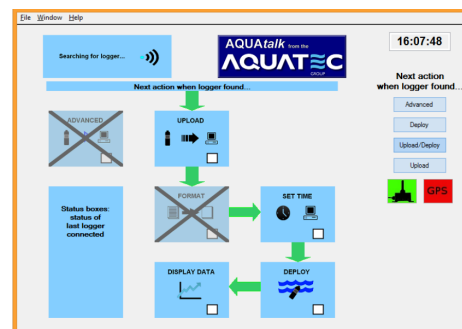 File Window Help
Searching for logger...
AQUAtalk from the
AQUATEC
GROUP
16:07:48
Next action when logger found...
Next action
when logger found...
Advanced
Deploy
Upload/Deploy
Upload
GPS
ADVANCED
UPLOAD
FORMAT
SET TIME
Status boxes:
status of
last logger
connected
DISPLAY DATA
DEPLOY